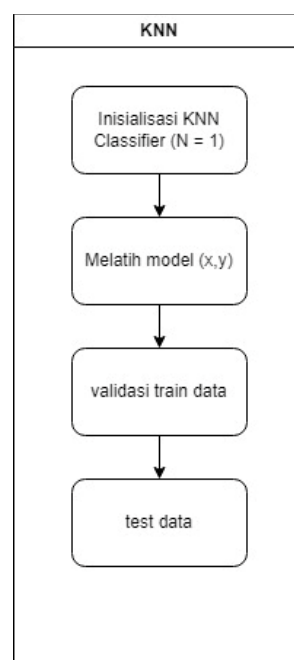 KNN
Inisialisasi KNN
Classifier (N = 1)
Melatih model (x,y)
validasi train data
test data